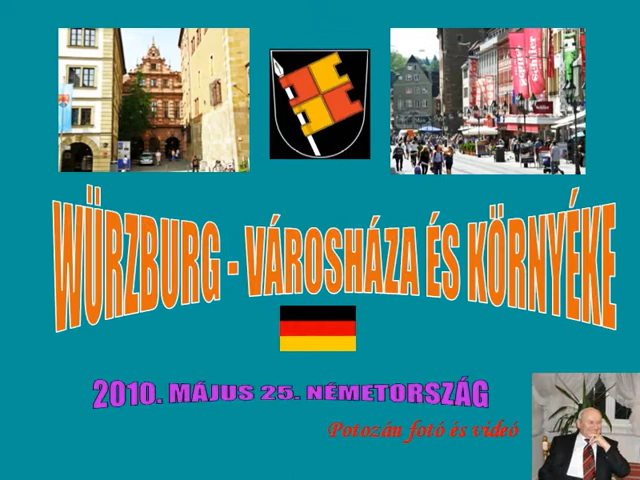 WÜRZBURG - VÁROSHÁZA ÉS KÖRNYÉKE
2010. MÁJUS 25. NÉMETORSZÁG
Potozán fotó és videó